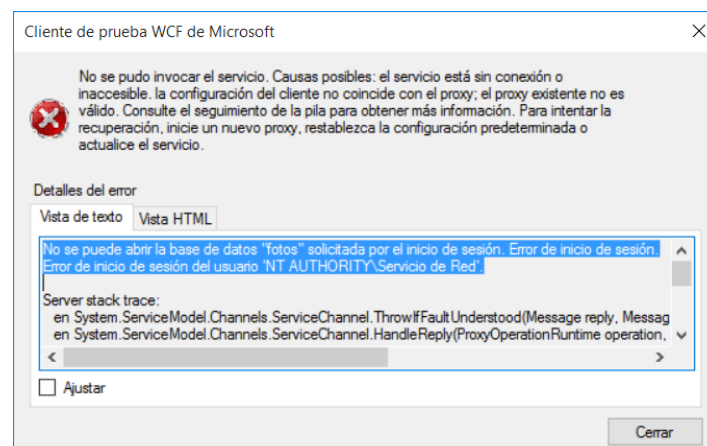 Cliente de prueba WCF de Microsoft
No se pudo invocar el servicio. Causas posibles: el servicio está sin conexión o
inaccesible. la configuración del cliente no coincide con el proxy; el proxy existente no es
válido. Consulte el seguimiento de la pila para obtener más información. Para intentar la
recuperación, inicie un nuevo proxy, restablezca la configuración predeterminada o
actualice el servicio.
Detalles del error
Vista de texto Vista HTML
No se puede abrir la base de datos "fotos" solicitada por el inicio de sesión. Error de inicio de sesión.
Error de inicio de sesión del usuario 'NT AUTHORITY\Servicio de Red'.
Server stack trace:
en System.ServiceModel.Channels.ServiceChannel.ThrowIfFaultUnderstood(Message reply, Messag
en System.ServiceModel.Channels.ServiceChannel.HandleReply(ProxyOperationRuntime operation,
Ajustar
Cerrar